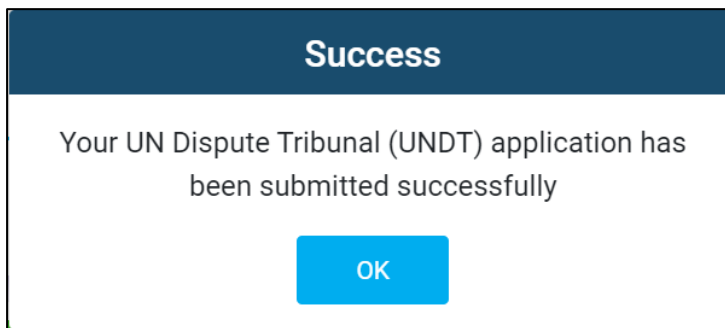 Success
Your UN Dispute Tribunal (UNDT) application has
been submitted successfully
OK